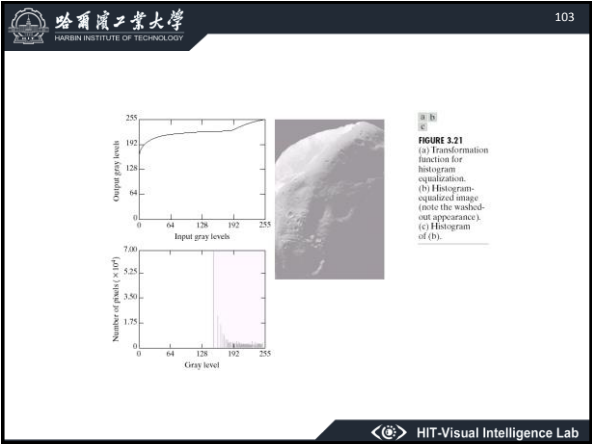 哈爾濱工業大學
HARBIN INSTITUTE OF TECHNOLOGY
103
255
192
128
64
0
0 64 128 192 255
Output gray levels
Input gray levels
7.00
5.25
3.50
1.75
0
0 64 128 192 255
Number of pixels ( × 10⁴)
Gray level
a b
c
FIGURE 3.21
(a) Transformation
function for
histogram
equalization.
(b) Histogram-
equalized image
(note the washed-
out appearance).
(c) Histogram
of (b).
HIT-Visual Intelligence Lab